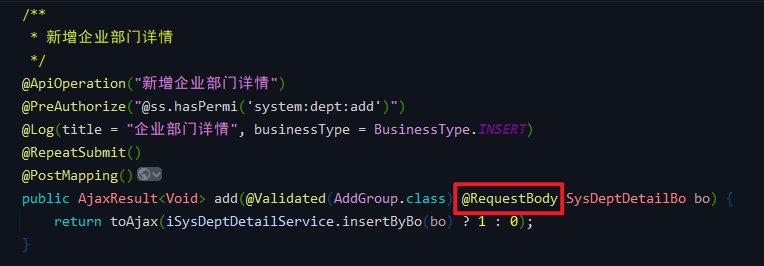 /**
 * 新增企业部门详情
 */
@ApiOperation("新增企业部门详情")
@PreAuthorize("@ss.hasPermi('system:dept:add')")
@Log(title = "企业部门详情", businessType = BusinessType.INSERT)
@RepeatSubmit()
@PostMapping()
public AjaxResult<Void> add(@Validated(AddGroup.class) @RequestBody SysDeptDetailBo bo) {
    return toAjax(iSysDeptDetailService.insertByBo(bo) ? 1 : 0);
}